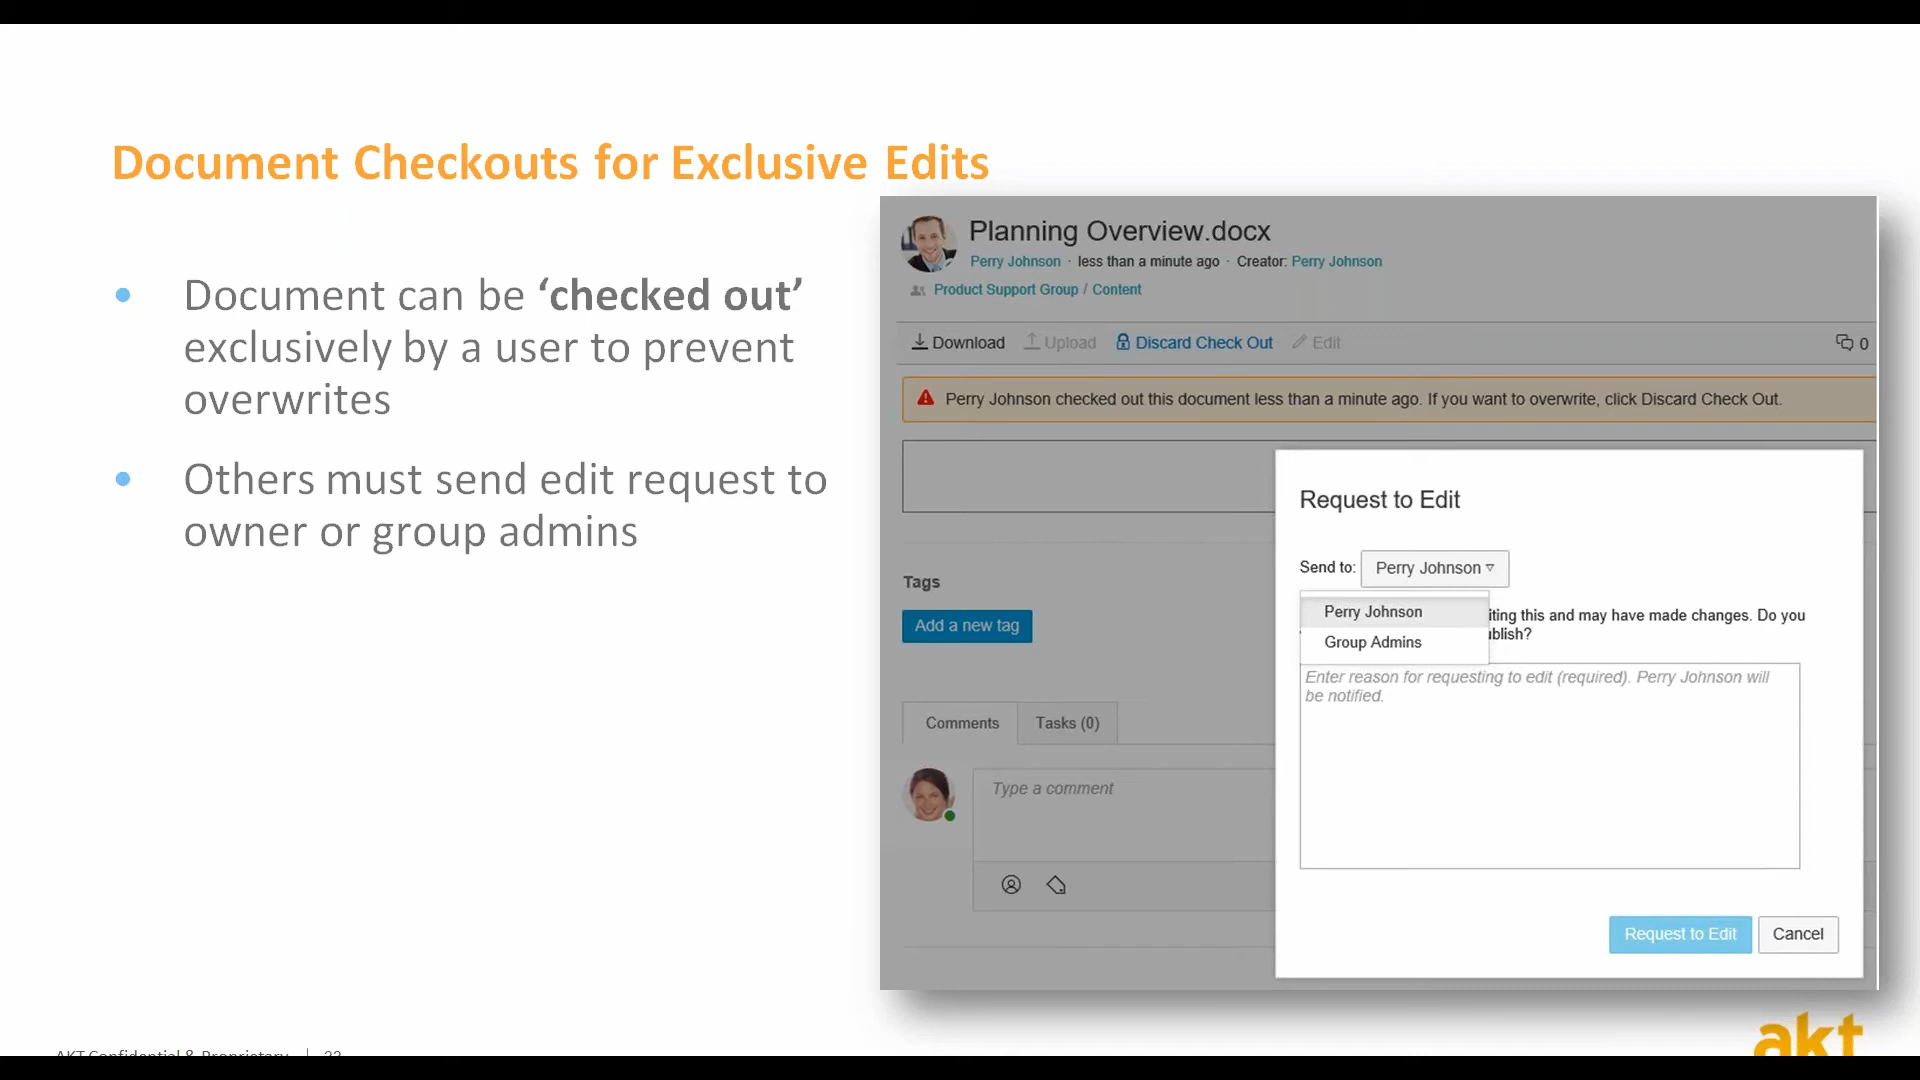 Document Checkouts for Exclusive Edits
• Document can be ‘checked out’
exclusively by a user to prevent
overwrites
• Others must send edit request to
owner or group admins
Planning Overview.docx
Perry Johnson · less than a minute ago · Creator: Perry Johnson
Product Support Group / Content
Download Upload Discard Check Out Edit 0
Perry Johnson checked out this document less than a minute ago. If you want to overwrite, click Discard Check Out.
Request to Edit
Send to: Perry Johnson
Perry Johnson
Group Admins
this and may have made changes. Do you
Enter reason for requesting to edit (required). Perry Johnson will
be notified.
Request to Edit Cancel
Tags
Add a new tag
Comments Tasks (0)
Type a comment
AKT Confidential & Proprietary
akt